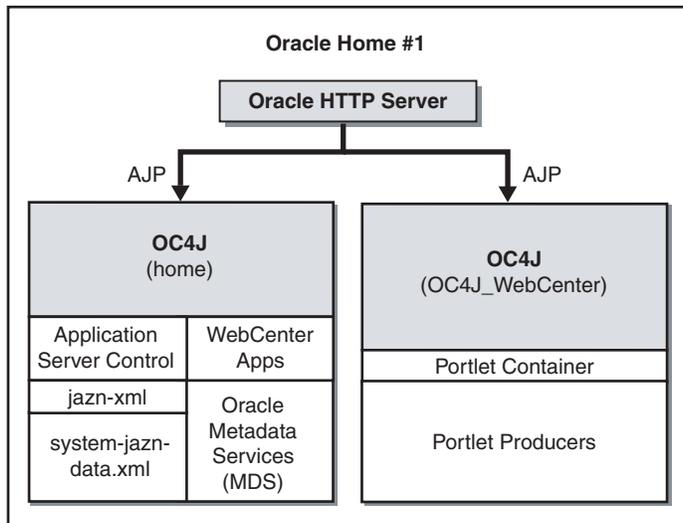 Oracle Home #1
Oracle HTTP Server
AJP
AJP
OC4J
(home)
Application
Server Control
WebCenter
Apps
jazn-xml
system-jazn-
data.xml
Oracle
Metadata
Services
(MDS)
OC4J
(OC4J_WebCenter)
Portlet Container
Portlet Producers